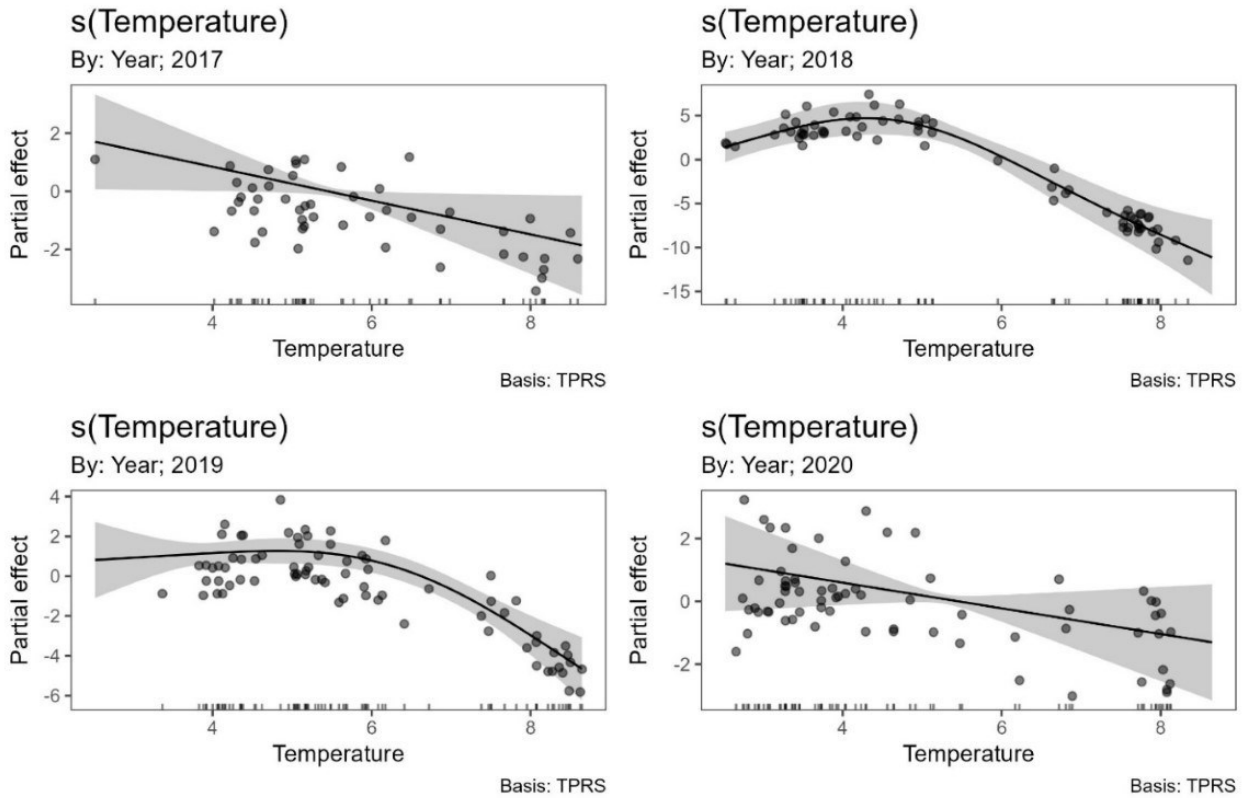 s(Temperature)
By: Year; 2017
Partial effect
2
0
-2
4
6
8
Temperature
Basis: TPRS
s(Temperature)
By: Year; 2018
Partial effect
5
0
-5
-10
-15
4
6
8
Temperature
Basis: TPRS
s(Temperature)
By: Year; 2019
Partial effect
4
2
0
-2
-4
-6
4
6
8
Temperature
Basis: TPRS
s(Temperature)
By: Year; 2020
Partial effect
2
0
-2
4
6
8
Temperature
Basis: TPRS